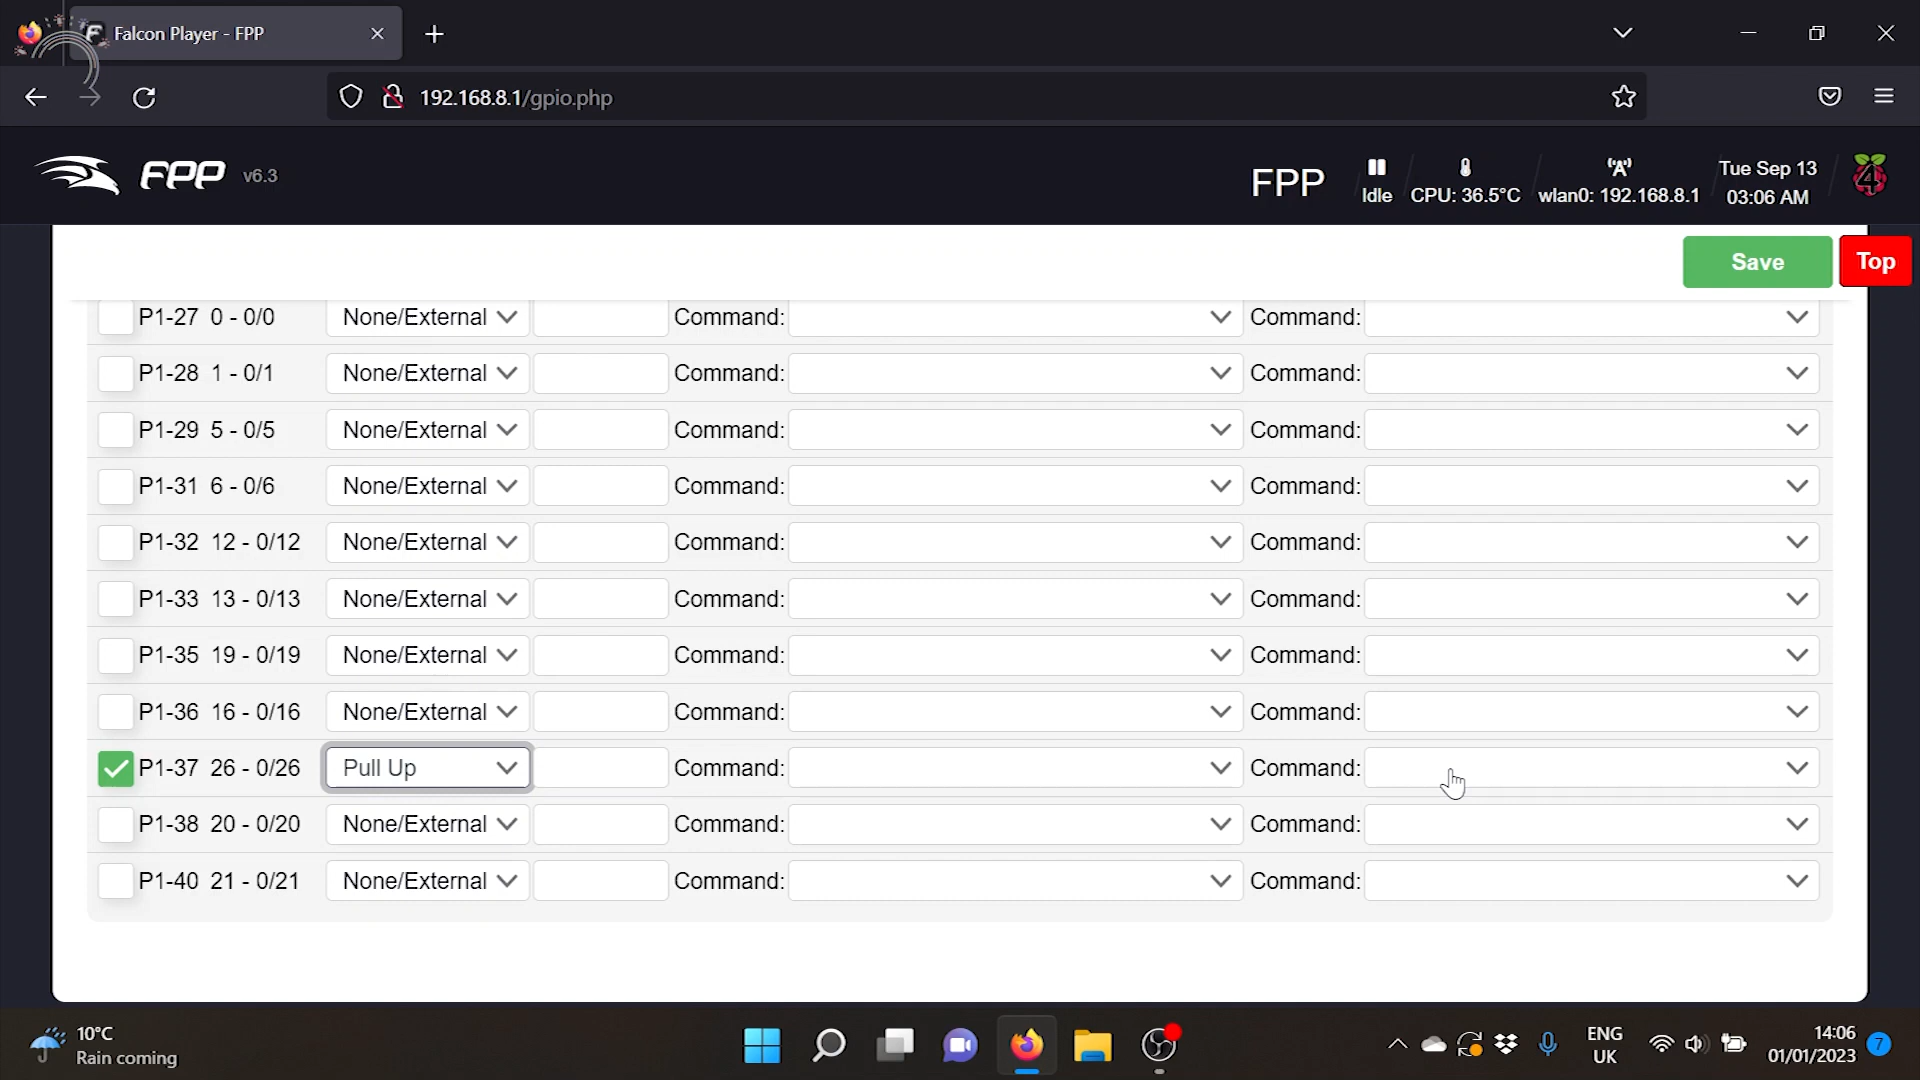 Falcon Player - FPP
192.168.8.1/gpio.php
FPP v6.3
FPP
Idle
CPU: 36.5°C
wlan0: 192.168.8.1
Tue Sep 13
03:06 AM
4
Save
Top
P1-27 0 - 0/0 None/External Command: Command:
P1-28 1 - 0/1 None/External Command: Command:
P1-29 5 - 0/5 None/External Command: Command:
P1-31 6 - 0/6 None/External Command: Command:
P1-32 12 - 0/12 None/External Command: Command:
P1-33 13 - 0/13 None/External Command: Command:
P1-35 19 - 0/19 None/External Command: Command:
P1-36 16 - 0/16 None/External Command: Command:
P1-37 26 - 0/26 Pull Up Command: Command:
P1-38 20 - 0/20 None/External Command: Command:
P1-40 21 - 0/21 None/External Command: Command:
10°C
Rain coming
ENG
UK
14:06
01/01/2023
7